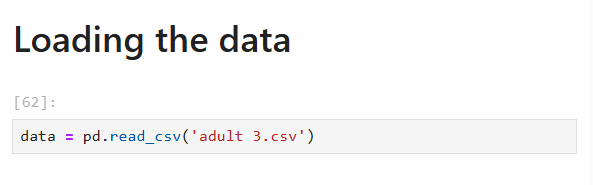 Loading the data
[62]:
data = pd.read_csv('adult 3.csv')